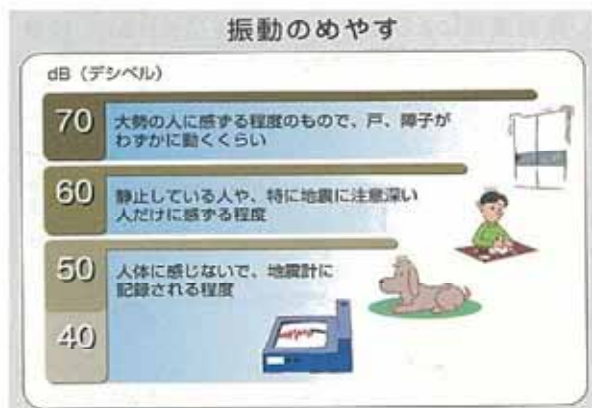 振動のめやす
dB（デシベル）
70
大勢の人に感ずる程度のもので、戸、障子が
わずかに動くくらい
60
静止している人や、特に地震に注意深い
人だけに感ずる程度
50
人体に感じないで、地震計に
記録される程度
40